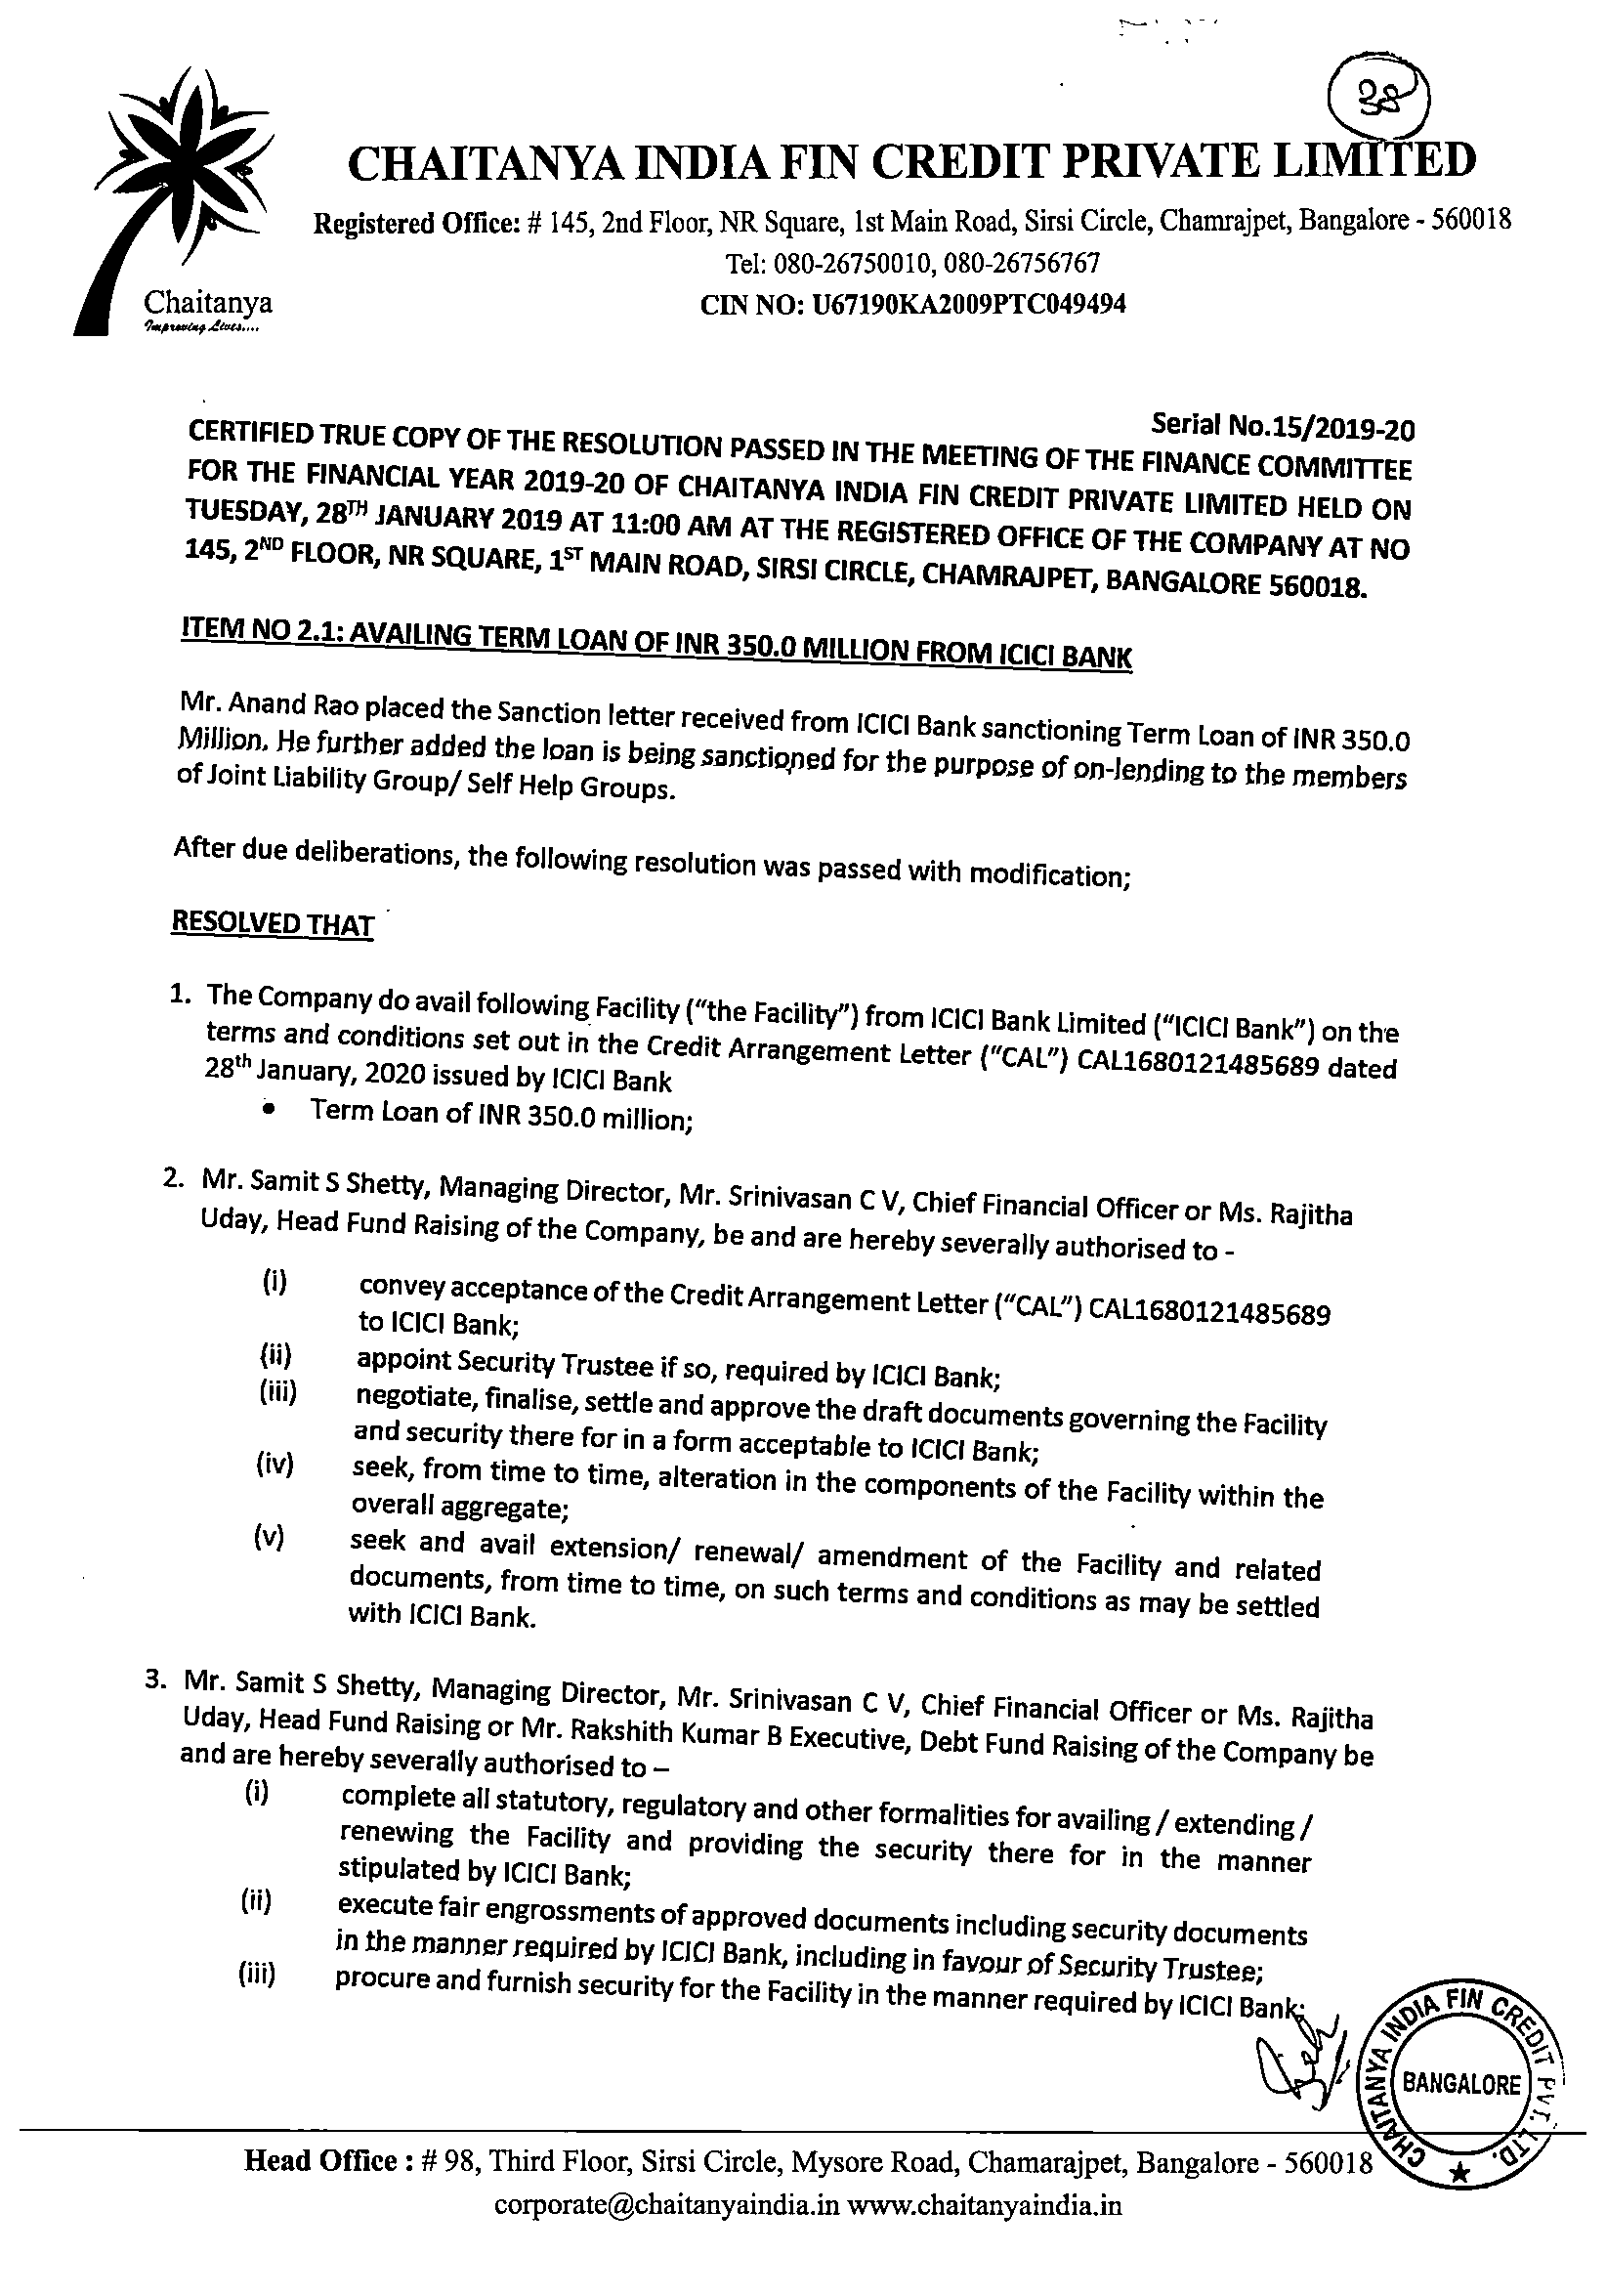 38
CHAITANYA INDIA FIN CREDIT PRIVATE LIMITED
Registered Office: # 145, 2nd Floor, NR Square, 1st Main Road, Sirsi Circle, Chamrajpet, Bangalore - 560018
Tel: 080-26750010, 080-26756767
CIN NO: U67190KA2009PTC049494
Chaitanya
Improving Lives....
Serial No.15/2019-20
CERTIFIED TRUE COPY OF THE RESOLUTION PASSED IN THE MEETING OF THE FINANCE COMMITTEE
FOR THE FINANCIAL YEAR 2019-20 OF CHAITANYA INDIA FIN CREDIT PRIVATE LIMITED HELD ON
TUESDAY, 28TH JANUARY 2019 AT 11:00 AM AT THE REGISTERED OFFICE OF THE COMPANY AT NO
145, 2ND FLOOR, NR SQUARE, 1ST MAIN ROAD, SIRSI CIRCLE, CHAMRAJPET, BANGALORE 560018.
ITEM NO 2.1: AVAILING TERM LOAN OF INR 350.0 MILLION FROM ICICI BANK
Mr. Anand Rao placed the Sanction letter received from ICICI Bank sanctioning Term Loan of INR 350.0
Million. He further added the loan is being sanctioned for the purpose of on-lending to the members
of Joint Liability Group/ Self Help Groups.
After due deliberations, the following resolution was passed with modification;
RESOLVED THAT
1. The Company do avail following Facility (“the Facility”) from ICICI Bank Limited (“ICICI Bank”) on the
terms and conditions set out in the Credit Arrangement Letter (“CAL”) CAL1680121485689 dated
28th January, 2020 issued by ICICI Bank
• Term Loan of INR 350.0 million;
2. Mr. Samit S Shetty, Managing Director, Mr. Srinivasan C V, Chief Financial Officer or Ms. Rajitha
Uday, Head Fund Raising of the Company, be and are hereby severally authorised to -
(i) convey acceptance of the Credit Arrangement Letter (“CAL”) CAL1680121485689
to ICICI Bank;
(ii) appoint Security Trustee if so, required by ICICI Bank;
(iii) negotiate, finalise, settle and approve the draft documents governing the Facility
and security there for in a form acceptable to ICICI Bank;
(iv) seek, from time to time, alteration in the components of the Facility within the
overall aggregate;
(v) seek and avail extension/ renewal/ amendment of the Facility and related
documents, from time to time, on such terms and conditions as may be settled
with ICICI Bank.
3. Mr. Samit S Shetty, Managing Director, Mr. Srinivasan C V, Chief Financial Officer or Ms. Rajitha
Uday, Head Fund Raising or Mr. Rakshith Kumar B Executive, Debt Fund Raising of the Company be
and are hereby severally authorised to –
(i) complete all statutory, regulatory and other formalities for availing / extending /
renewing the Facility and providing the security there for in the manner
stipulated by ICICI Bank;
(ii) execute fair engrossments of approved documents including security documents
in the manner required by ICICI Bank, including in favour of Security Trustee;
(iii) procure and furnish security for the Facility in the manner required by ICICI Bank;
CHAITANYA INDIA FIN CREDIT PVT. LTD.
BANGALORE
Head Office : # 98, Third Floor, Sirsi Circle, Mysore Road, Chamarajpet, Bangalore - 560018
corporate@chaitanyaindia.in www.chaitanyaindia.in